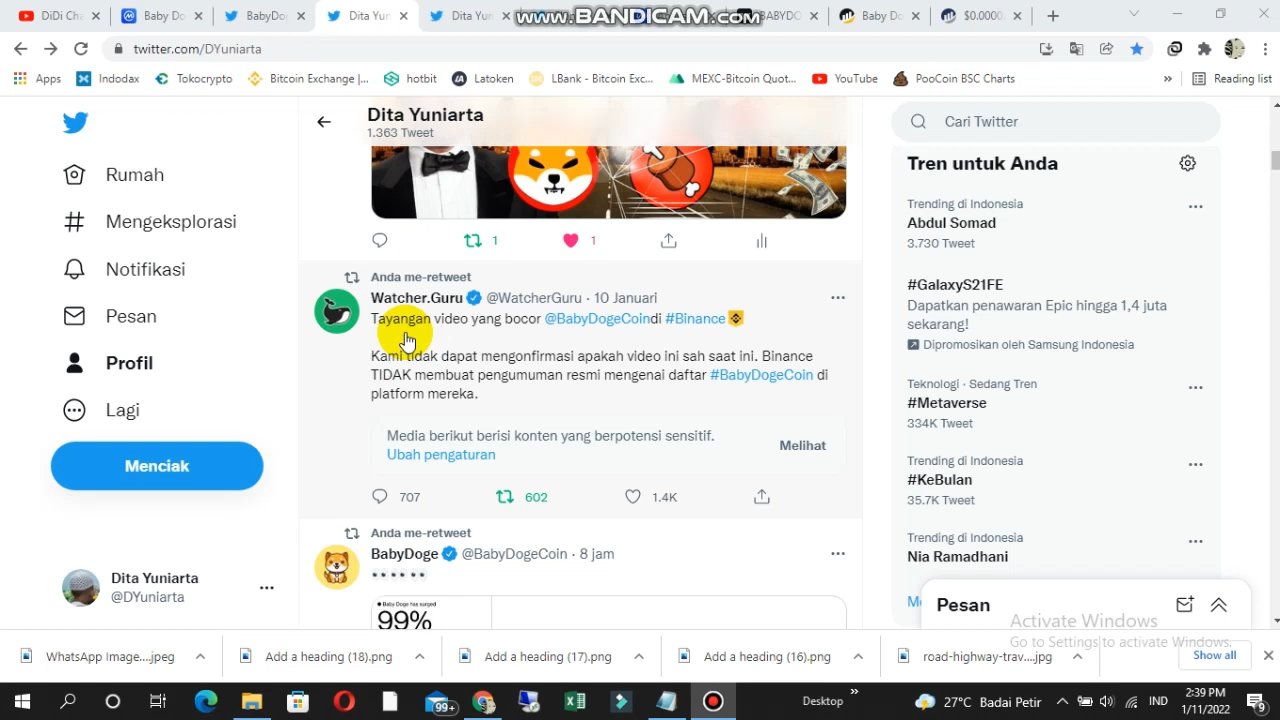 DiDi Ch
Baby Do
BabyDog
Dita Yun
Dita Yun
www.BANDICAM.com
BABYDO
Baby Do
$0.0000
twitter.com/DYuniarta
Apps
Indodax
Tokocrypto
Bitcoin Exchange |...
hotbit
Latoken
LBank - Bitcoin Exc...
MEXC-Bitcoin Quot...
YouTube
PooCoin BSC Charts
»
Reading list
Rumah
Mengeksplorasi
Notifikasi
Pesan
Profil
Lagi
Menciak
Dita Yuniarta
@DYuniarta
Dita Yuniarta
1.363 Tweet
1
1
Anda me-retweet
Watcher.Guru @WatcherGuru · 10 Januari
Tayangan video yang bocor @BabyDogeCoindi #Binance
Kami tidak dapat mengonfirmasi apakah video ini sah saat ini. Binance
TIDAK membuat pengumuman resmi mengenai daftar #BabyDogeCoin di
platform mereka.
Media berikut berisi konten yang berpotensi sensitif.
Ubah pengaturan
Melihat
707
602
1.4K
Anda me-retweet
BabyDoge @BabyDogeCoin · 8 jam
Baby Doge has surged
99%
Cari Twitter
Tren untuk Anda
Trending di Indonesia
Abdul Somad
3.730 Tweet
#GalaxyS21FE
Dapatkan penawaran Epic hingga 1,4 juta
sekarang!
Dipromosikan oleh Samsung Indonesia
Teknologi · Sedang Tren
#Metaverse
334K Tweet
Trending di Indonesia
#KeBulan
35.7K Tweet
Trending di Indonesia
Nia Ramadhani
Pesan
Activate Windows
Go to Settings to activate Windows.
WhatsApp Image....jpeg
Add a heading (18).png
Add a heading (17).png
Add a heading (16).png
road-highway-trav....jpg
Show all
99+
Desktop
»
27°C Badai Petir
IND
2:39 PM
1/11/2022
9